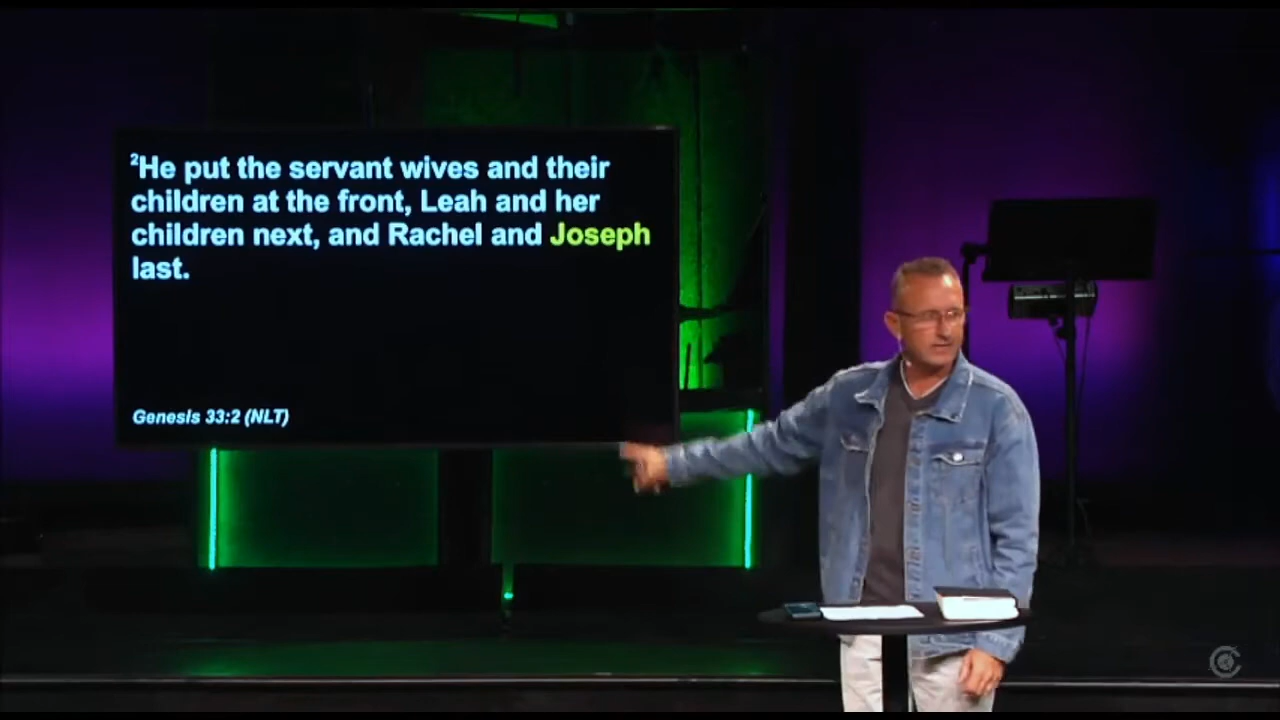 ²He put the servant wives and their
children at the front, Leah and her
children next, and Rachel and Joseph
last.
Genesis 33:2 (NLT)